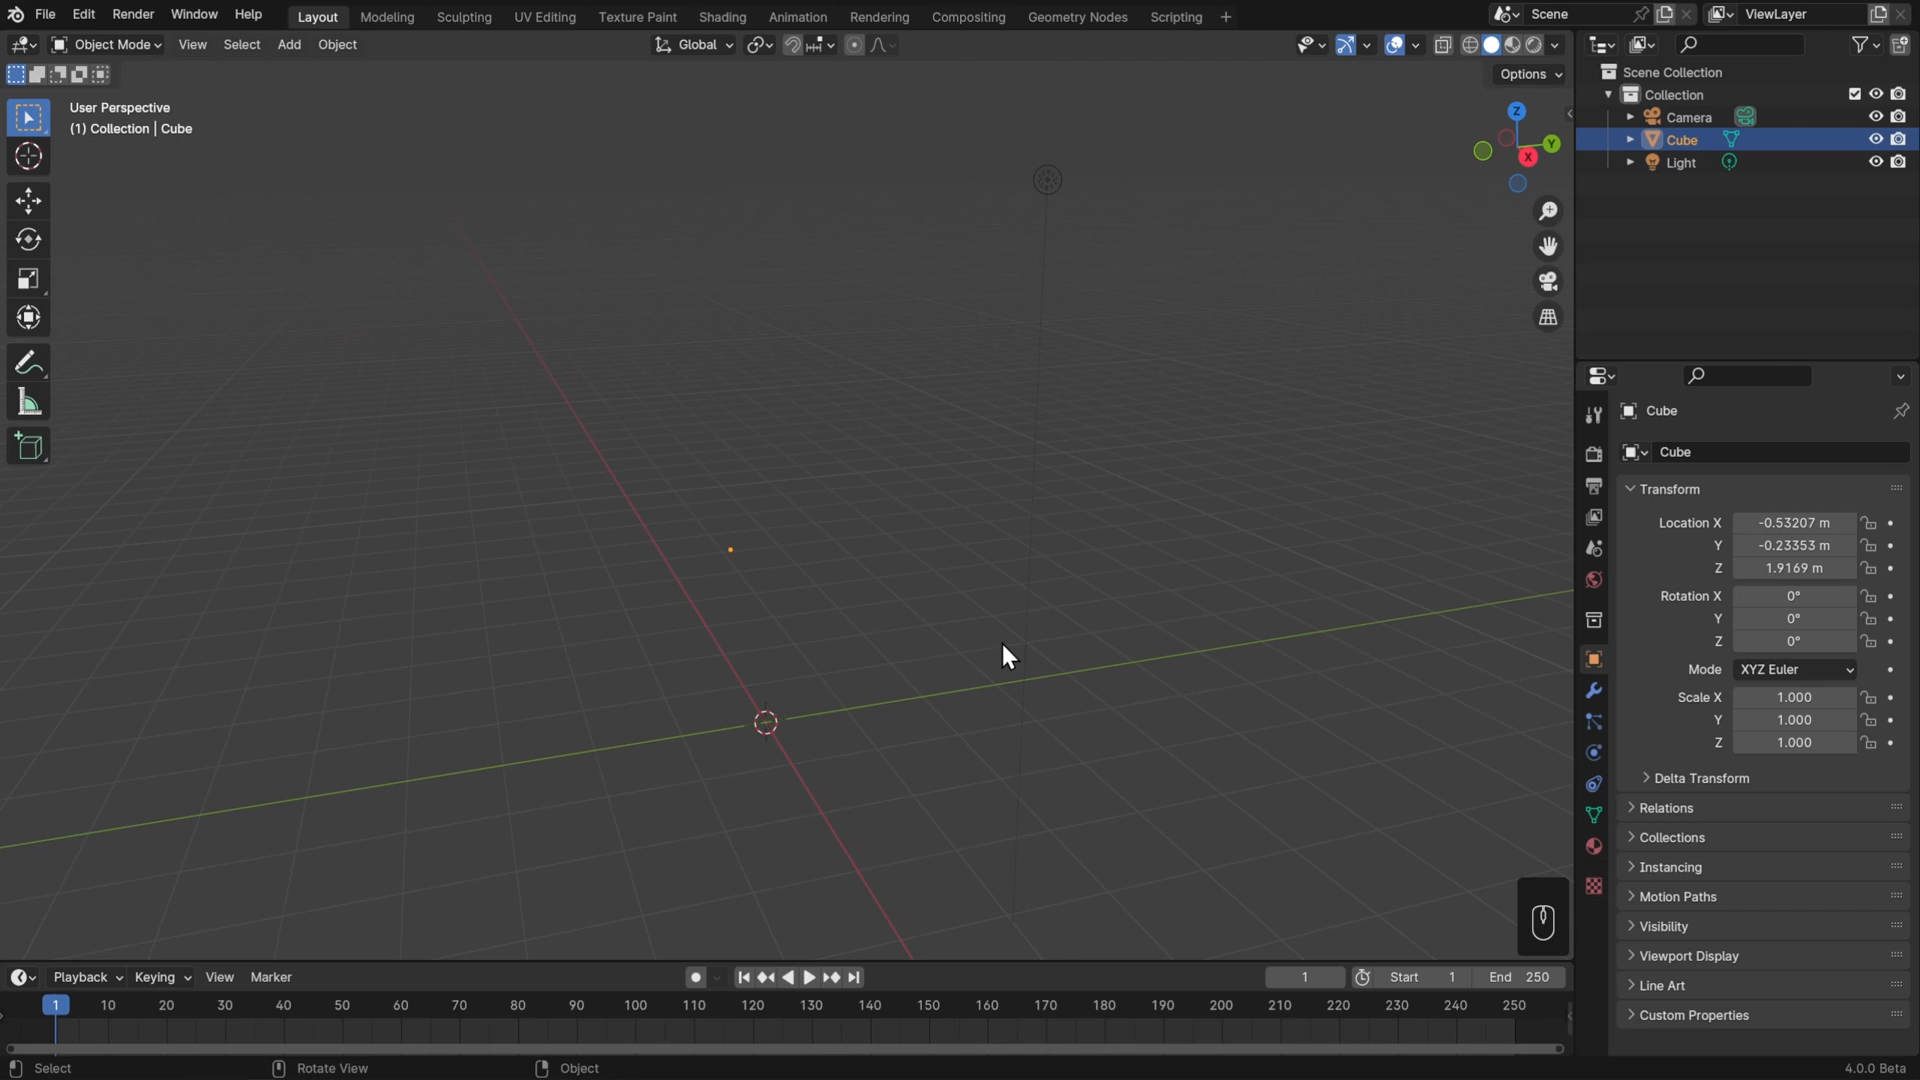 File Edit Render Window Help Layout Modeling Sculpting UV Editing Texture Paint Shading Animation Rendering Compositing Geometry Nodes Scripting + Scene ViewLayer
Object Mode View Select Add Object Global
Options
User Perspective
(1) Collection | Cube
Z
Y
X
Scene Collection
Collection
Camera
Cube
Light
Cube
Cube
Transform
Location X -0.53207 m
Y -0.23353 m
Z 1.9169 m
Rotation X 0°
Y 0°
Z 0°
Mode XYZ Euler
Scale X 1.000
Y 1.000
Z 1.000
Delta Transform
Relations
Collections
Instancing
Motion Paths
Visibility
Viewport Display
Line Art
Custom Properties
Playback Keying View Marker 1 Start 1 End 250
1 10 20 30 40 50 60 70 80 90 100 110 120 130 140 150 160 170 180 190 200 210 220 230 240 250
Select Rotate View Object 4.0.0 Beta